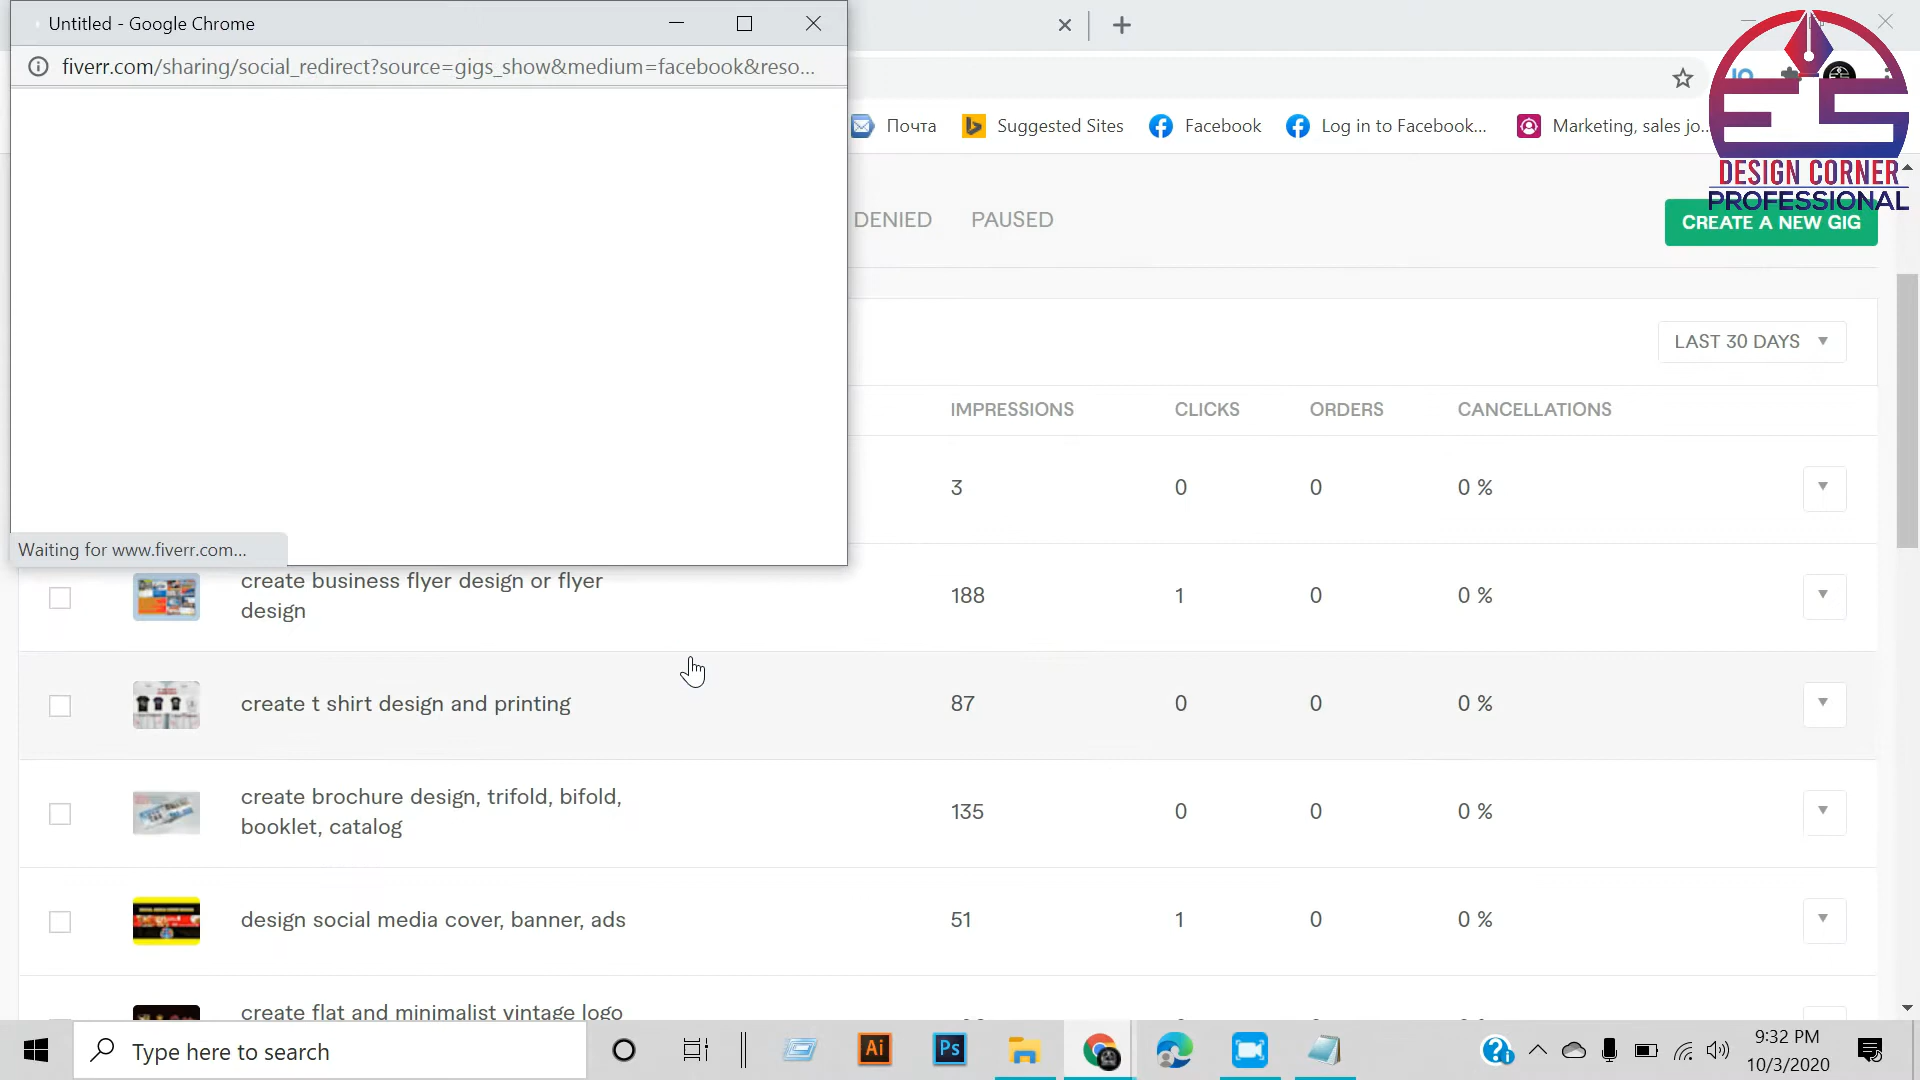 Untitled - Google Chrome
fiverr.com/sharing/social_redirect?source=gigs_show&medium=facebook&reso...
Почта
Suggested Sites
Facebook
Log in to Facebook...
Marketing, sales jo...
DESIGN CORNER
PROFESSIONAL
DENIED
PAUSED
CREATE A NEW GIG
LAST 30 DAYS
IMPRESSIONS CLICKS ORDERS CANCELLATIONS
3 0 0 0 %
Waiting for www.fiverr.com...
create business flyer design or flyer
design
188 1 0 0 %
create t shirt design and printing
87 0 0 0 %
create brochure design, trifold, bifold,
booklet, catalog
135 0 0 0 %
design social media cover, banner, ads
51 1 0 0 %
create flat and minimalist vintage logo
Type here to search
Ai
Ps
9:32 PM
10/3/2020